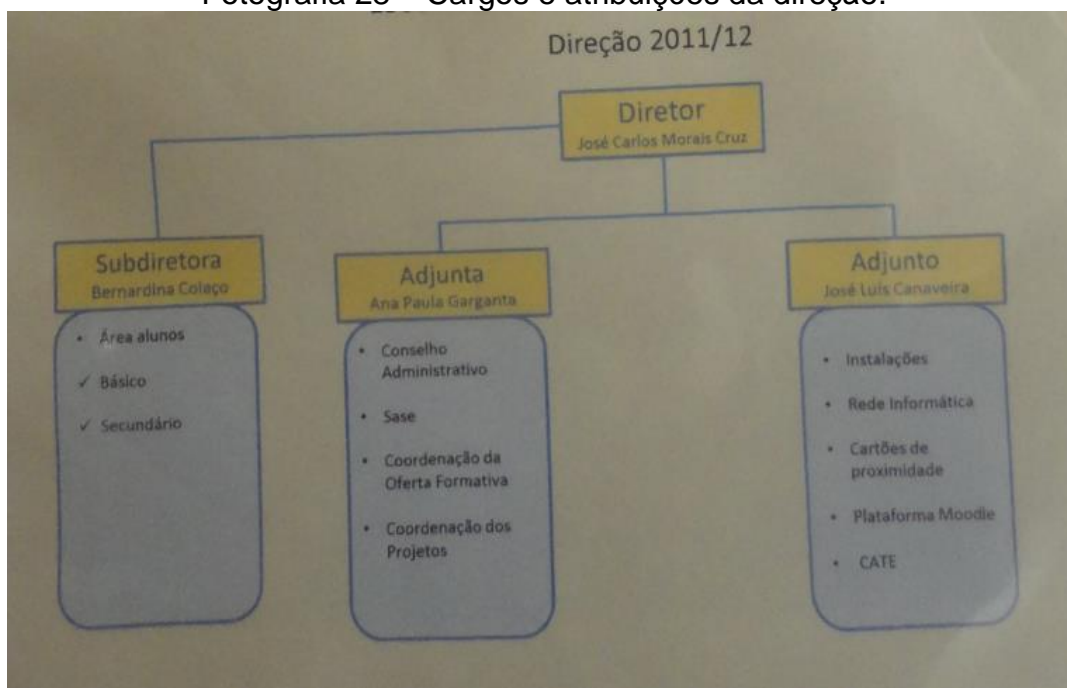 Fotografia 23 – Cargos e atribuições da direção.
Direção 2011/12
Diretor
José Carlos Morais Cruz
Subdiretora
Bernardina Colaço
• Área alunos
✓ Básico
✓ Secundário
Adjunta
Ana Paula Garganta
• Conselho
Administrativo
• Sase
• Coordenação da
Oferta Formativa
• Coordenação dos
Projetos
Adjunto
José Luís Canaveira
• Instalações
• Rede Informática
• Cartões de
proximidade
• Plataforma Moodle
• CATE